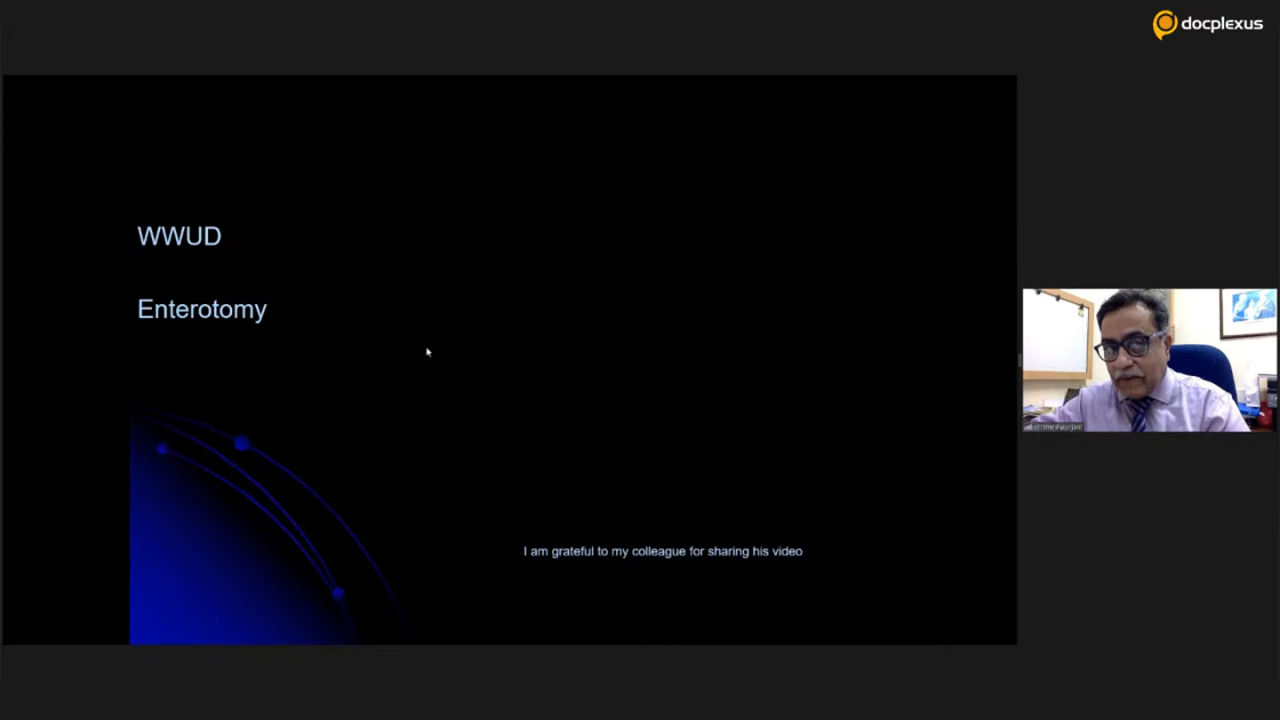 docplexus
WWUD
Enterotomy
I am grateful to my colleague for sharing his video